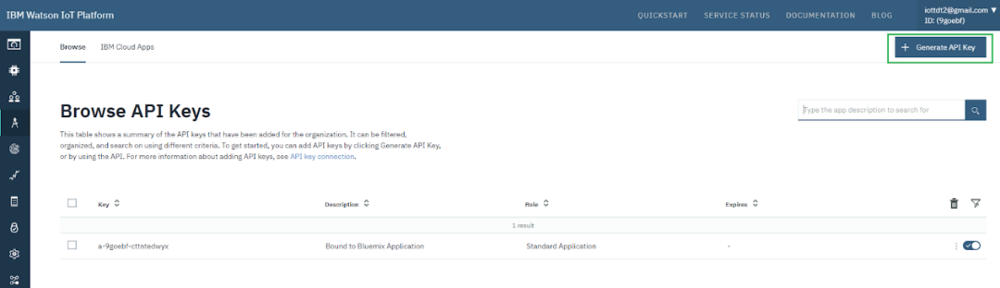 IBM Watson IoT Platform
QUICKSTART SERVICE STATUS DOCUMENTATION BLOG
iottdt2@gmail.com
ID: (9goebf)
Browse IBM Cloud Apps
Generate API Key
Browse API Keys
Type the app description to search for
This table shows a summary of the API keys that have been added for the organization. It can be filtered,
organized, and search on using different criteria. To get started, you can add API keys by clicking Generate API Key,
or by using the API. For more information about adding API keys, see API key connection.
Key Description Role Expires
1 result
a-9goebf-cttntedwyx Bound to Bluemix Application Standard Application -